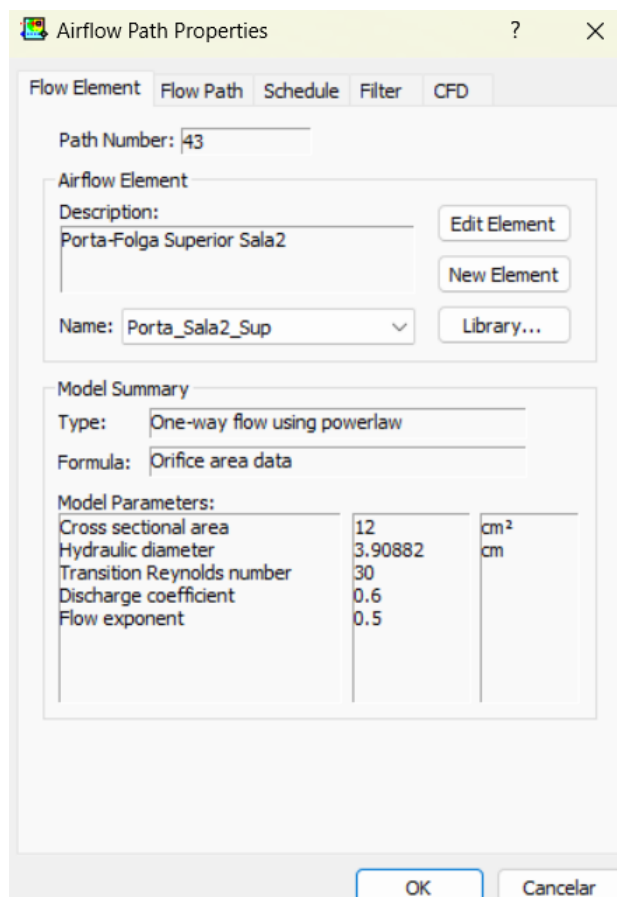 Airflow Path Properties ?
Flow Element Flow Path Schedule Filter CFD
Path Number: 43
Airflow Element
Description:
Porta-Folga Superior Sala2
Edit Element
New Element
Name: Porta_Sala2_Sup
Library...
Model Summary
Type: One-way flow using powerlaw
Formula: Orifice area data
Model Parameters:
Cross sectional area 12 cm²
Hydraulic diameter 3.90882 cm
Transition Reynolds number 30
Discharge coefficient 0.6
Flow exponent 0.5
OK Cancelar